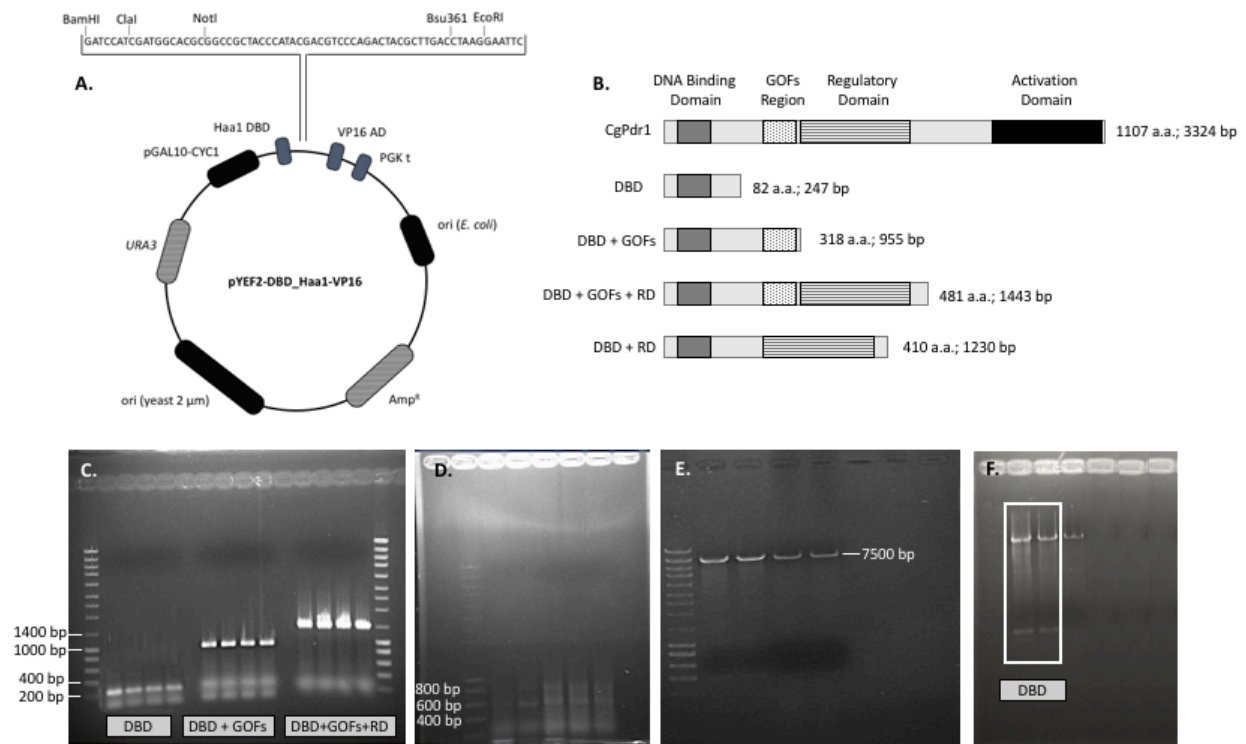 BamHI ClaI NotI Bsu361 EcoRI
GATCCATCGATGGCACGCGGCCGCTACCCATACGACGTCCCAGACTACGCTTGACCTAAGGAATTC
A.
Haa1 DBD
VP16 AD
pGAL10-CYC1
PGK t
ori (E. coli)
URA3
pYEF2-DBD_Haa1-VP16
ori (yeast 2 µm)
Ampᴿ
B.
DNA Binding Domain
GOFs Region
Regulatory Domain
Activation Domain
CgPdr1
1107 a.a.; 3324 bp
DBD
82 a.a.; 247 bp
DBD + GOFs
318 a.a.; 955 bp
DBD + GOFs + RD
481 a.a.; 1443 bp
DBD + RD
410 a.a.; 1230 bp
C.
1400 bp
1000 bp
400 bp
200 bp
DBD
DBD + GOFs
DBD+GOFs+RD
D.
800 bp
600 bp
400 bp
E.
7500 bp
F.
DBD